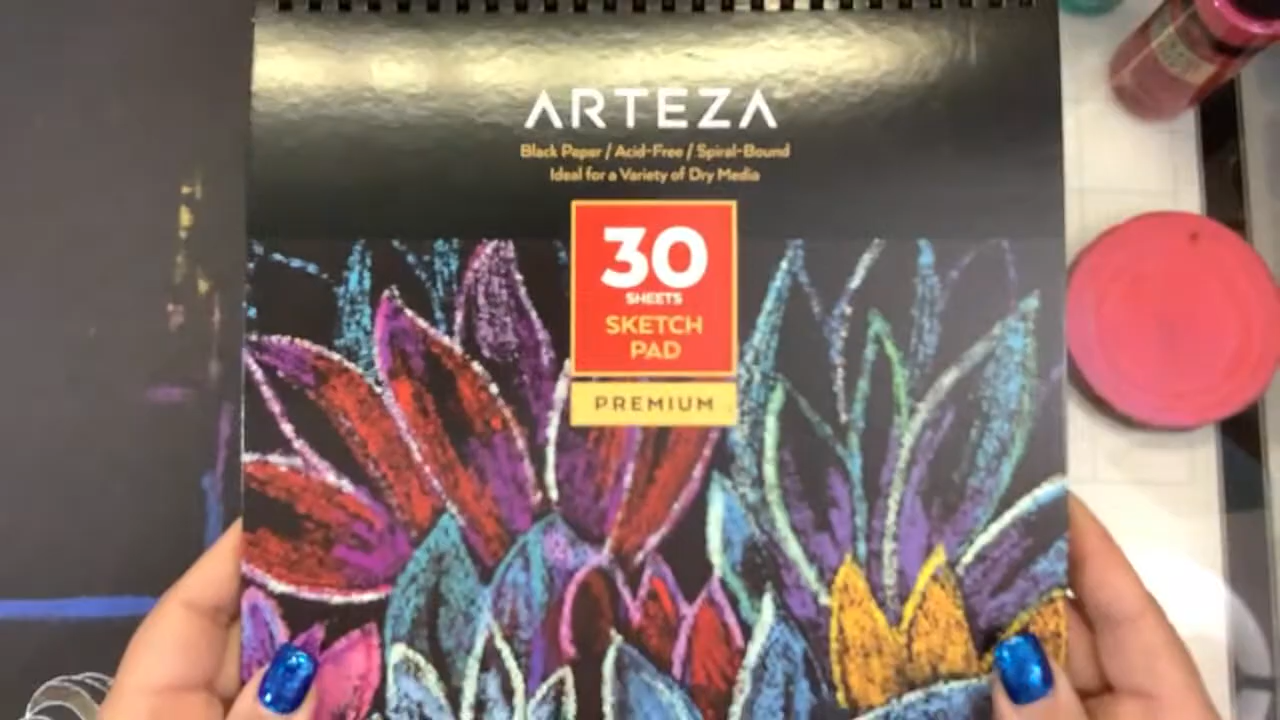 ARTEZA
Black Paper / Acid-Free / Spiral-Bound
Ideal for a Variety of Dry Media
30
SHEETS
SKETCH
PAD
PREMIUM